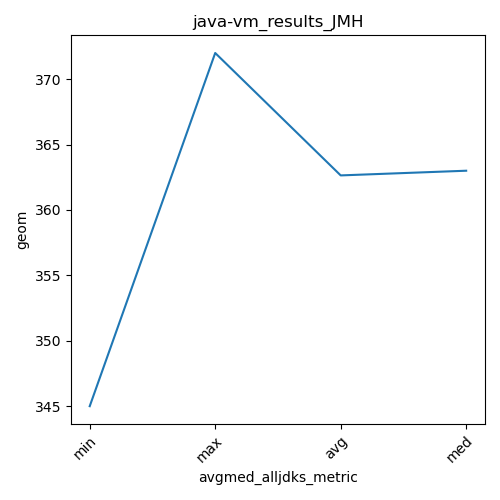 java-vm_results_JMH
370
365
360
355
350
345
geom
min
max
avg
med
avgmed_alljdks_metric